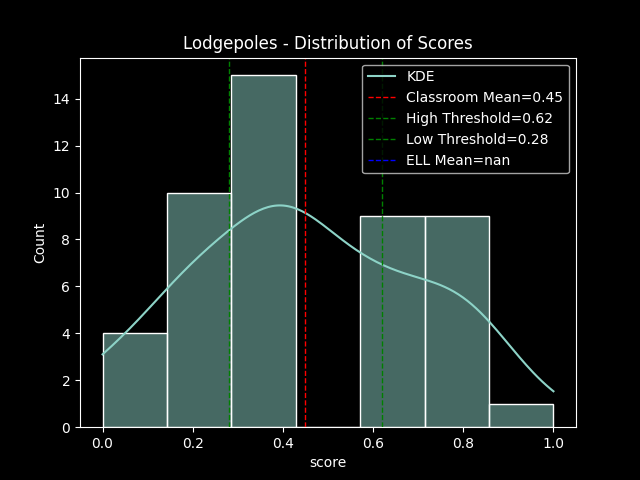 Lodgepoles - Distribution of Scores
KDE
Classroom Mean=0.45
High Threshold=0.62
Low Threshold=0.28
ELL Mean=nan
Count
14
12
10
8
6
4
2
0
0.0 0.2 0.4 0.6 0.8 1.0
score